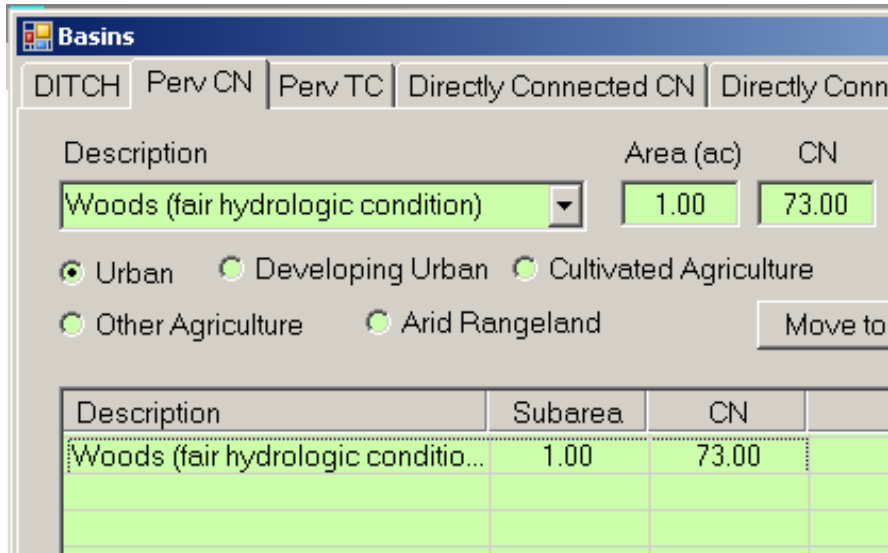 Basins
DITCH Perv CN Perv TC Directly Connected CN Directly Conn
Description Area (ac) CN
Woods (fair hydrologic condition) 1.00 73.00
Urban Developing Urban Cultivated Agriculture
Other Agriculture Arid Rangeland Move to
Description Subarea CN
Woods (fair hydrologic conditio... 1.00 73.00